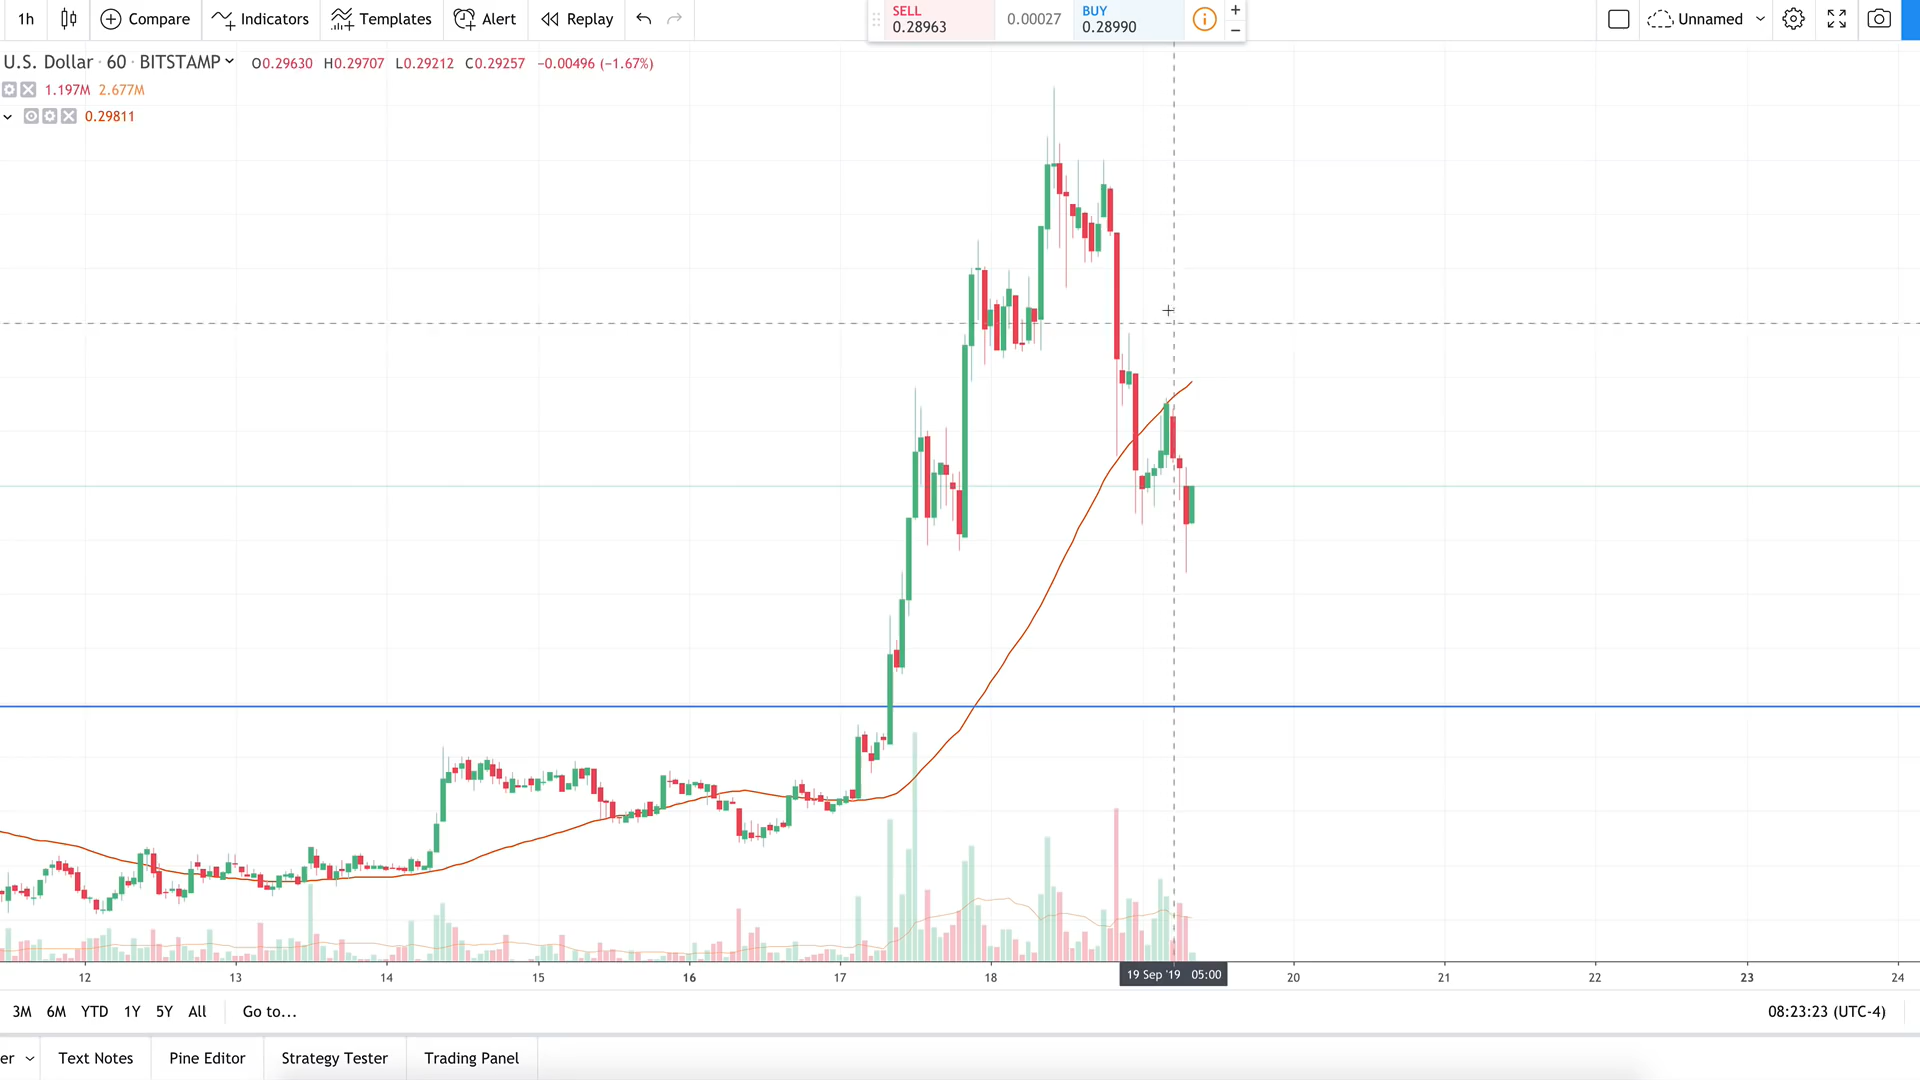 1h Compare Indicators Templates Alert Replay SELL 0.28963 0.00027 BUY 0.28990 + − Unnamed
U.S. Dollar · 60 · BITSTAMP O0.29630 H0.29707 L0.29212 C0.29257 −0.00496 (−1.67%)
1.197M 2.677M
0.29811
12 13 14 15 16 17 18 19 Sep '19 05:00 20 21 22 23 24
3M 6M YTD 1Y 5Y All Go to... 08:23:23 (UTC-4)
er Text Notes Pine Editor Strategy Tester Trading Panel